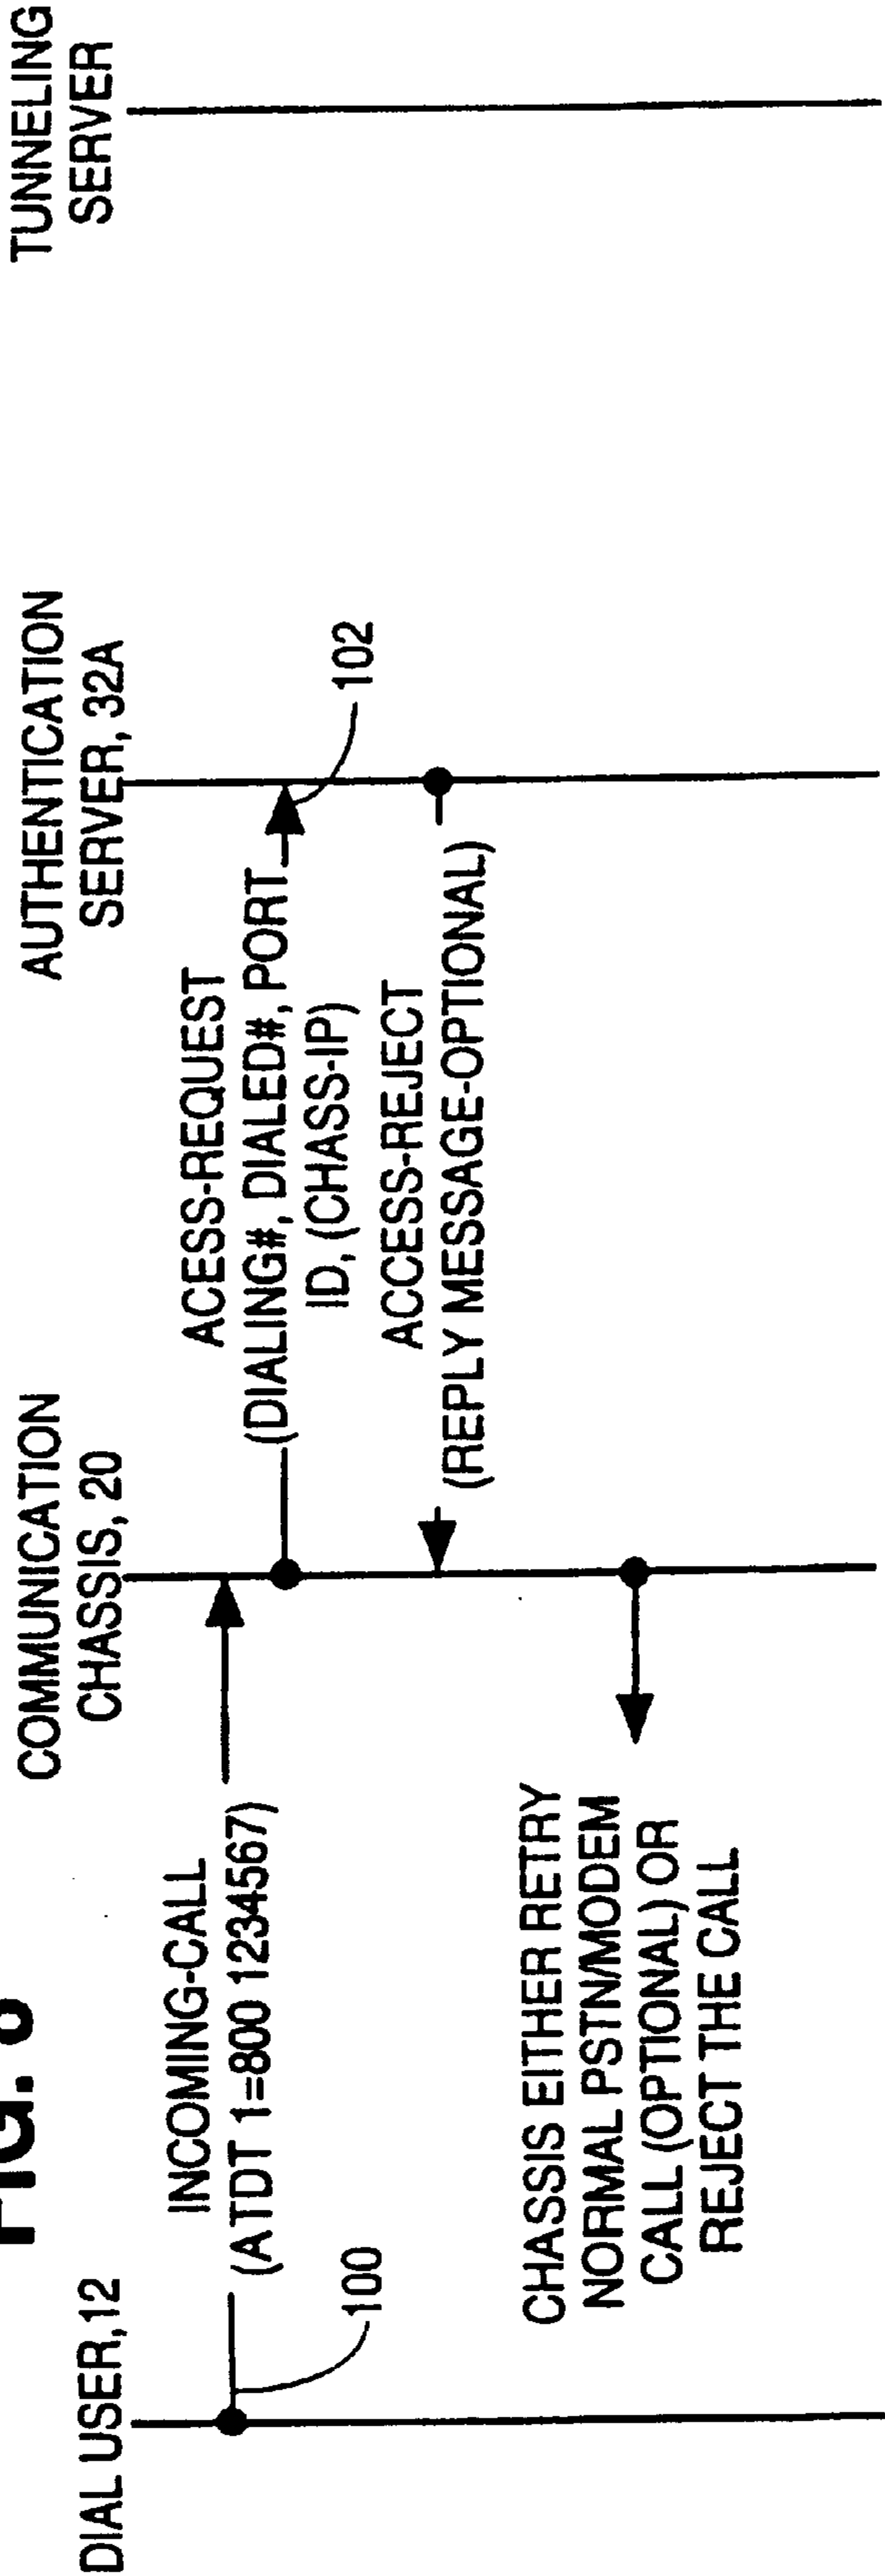 FIG.
DIAL USER,12
COMMUNICATION
CHASSIS, 20
AUTHENTICATION
SERVER, 32A
TUNNELING
SERVER
INCOMING-CALL
(ATDT 1=800 1234567)
100
ACESS-REQUEST
(DIALING#, DIALED#, PORT
ID, (CHASS-IP)
102
ACCESS-REJECT
(REPLY MESSAGE-OPTIONAL)
CHASSIS EITHER RETRY
NORMAL PSTN/MODEM
CALL (OPTIONAL) OR
REJECT THE CALL